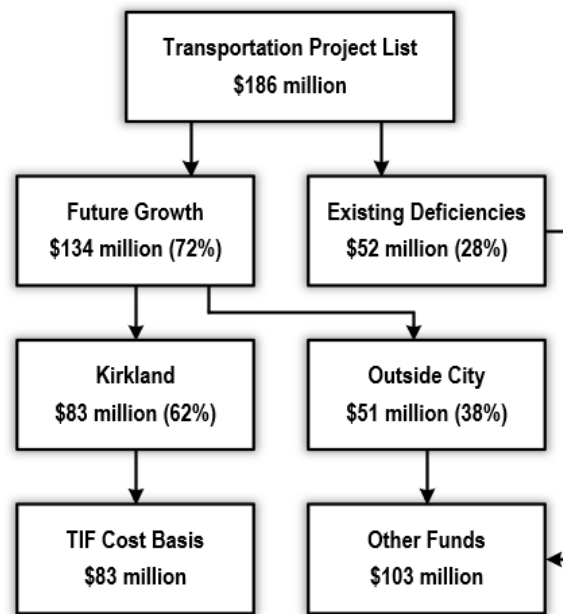 Transportation Project List
$186 million
Future Growth
$134 million (72%)
Existing Deficiencies
$52 million (28%)
Kirkland
$83 million (62%)
Outside City
$51 million (38%)
TIF Cost Basis
$83 million
Other Funds
$103 million